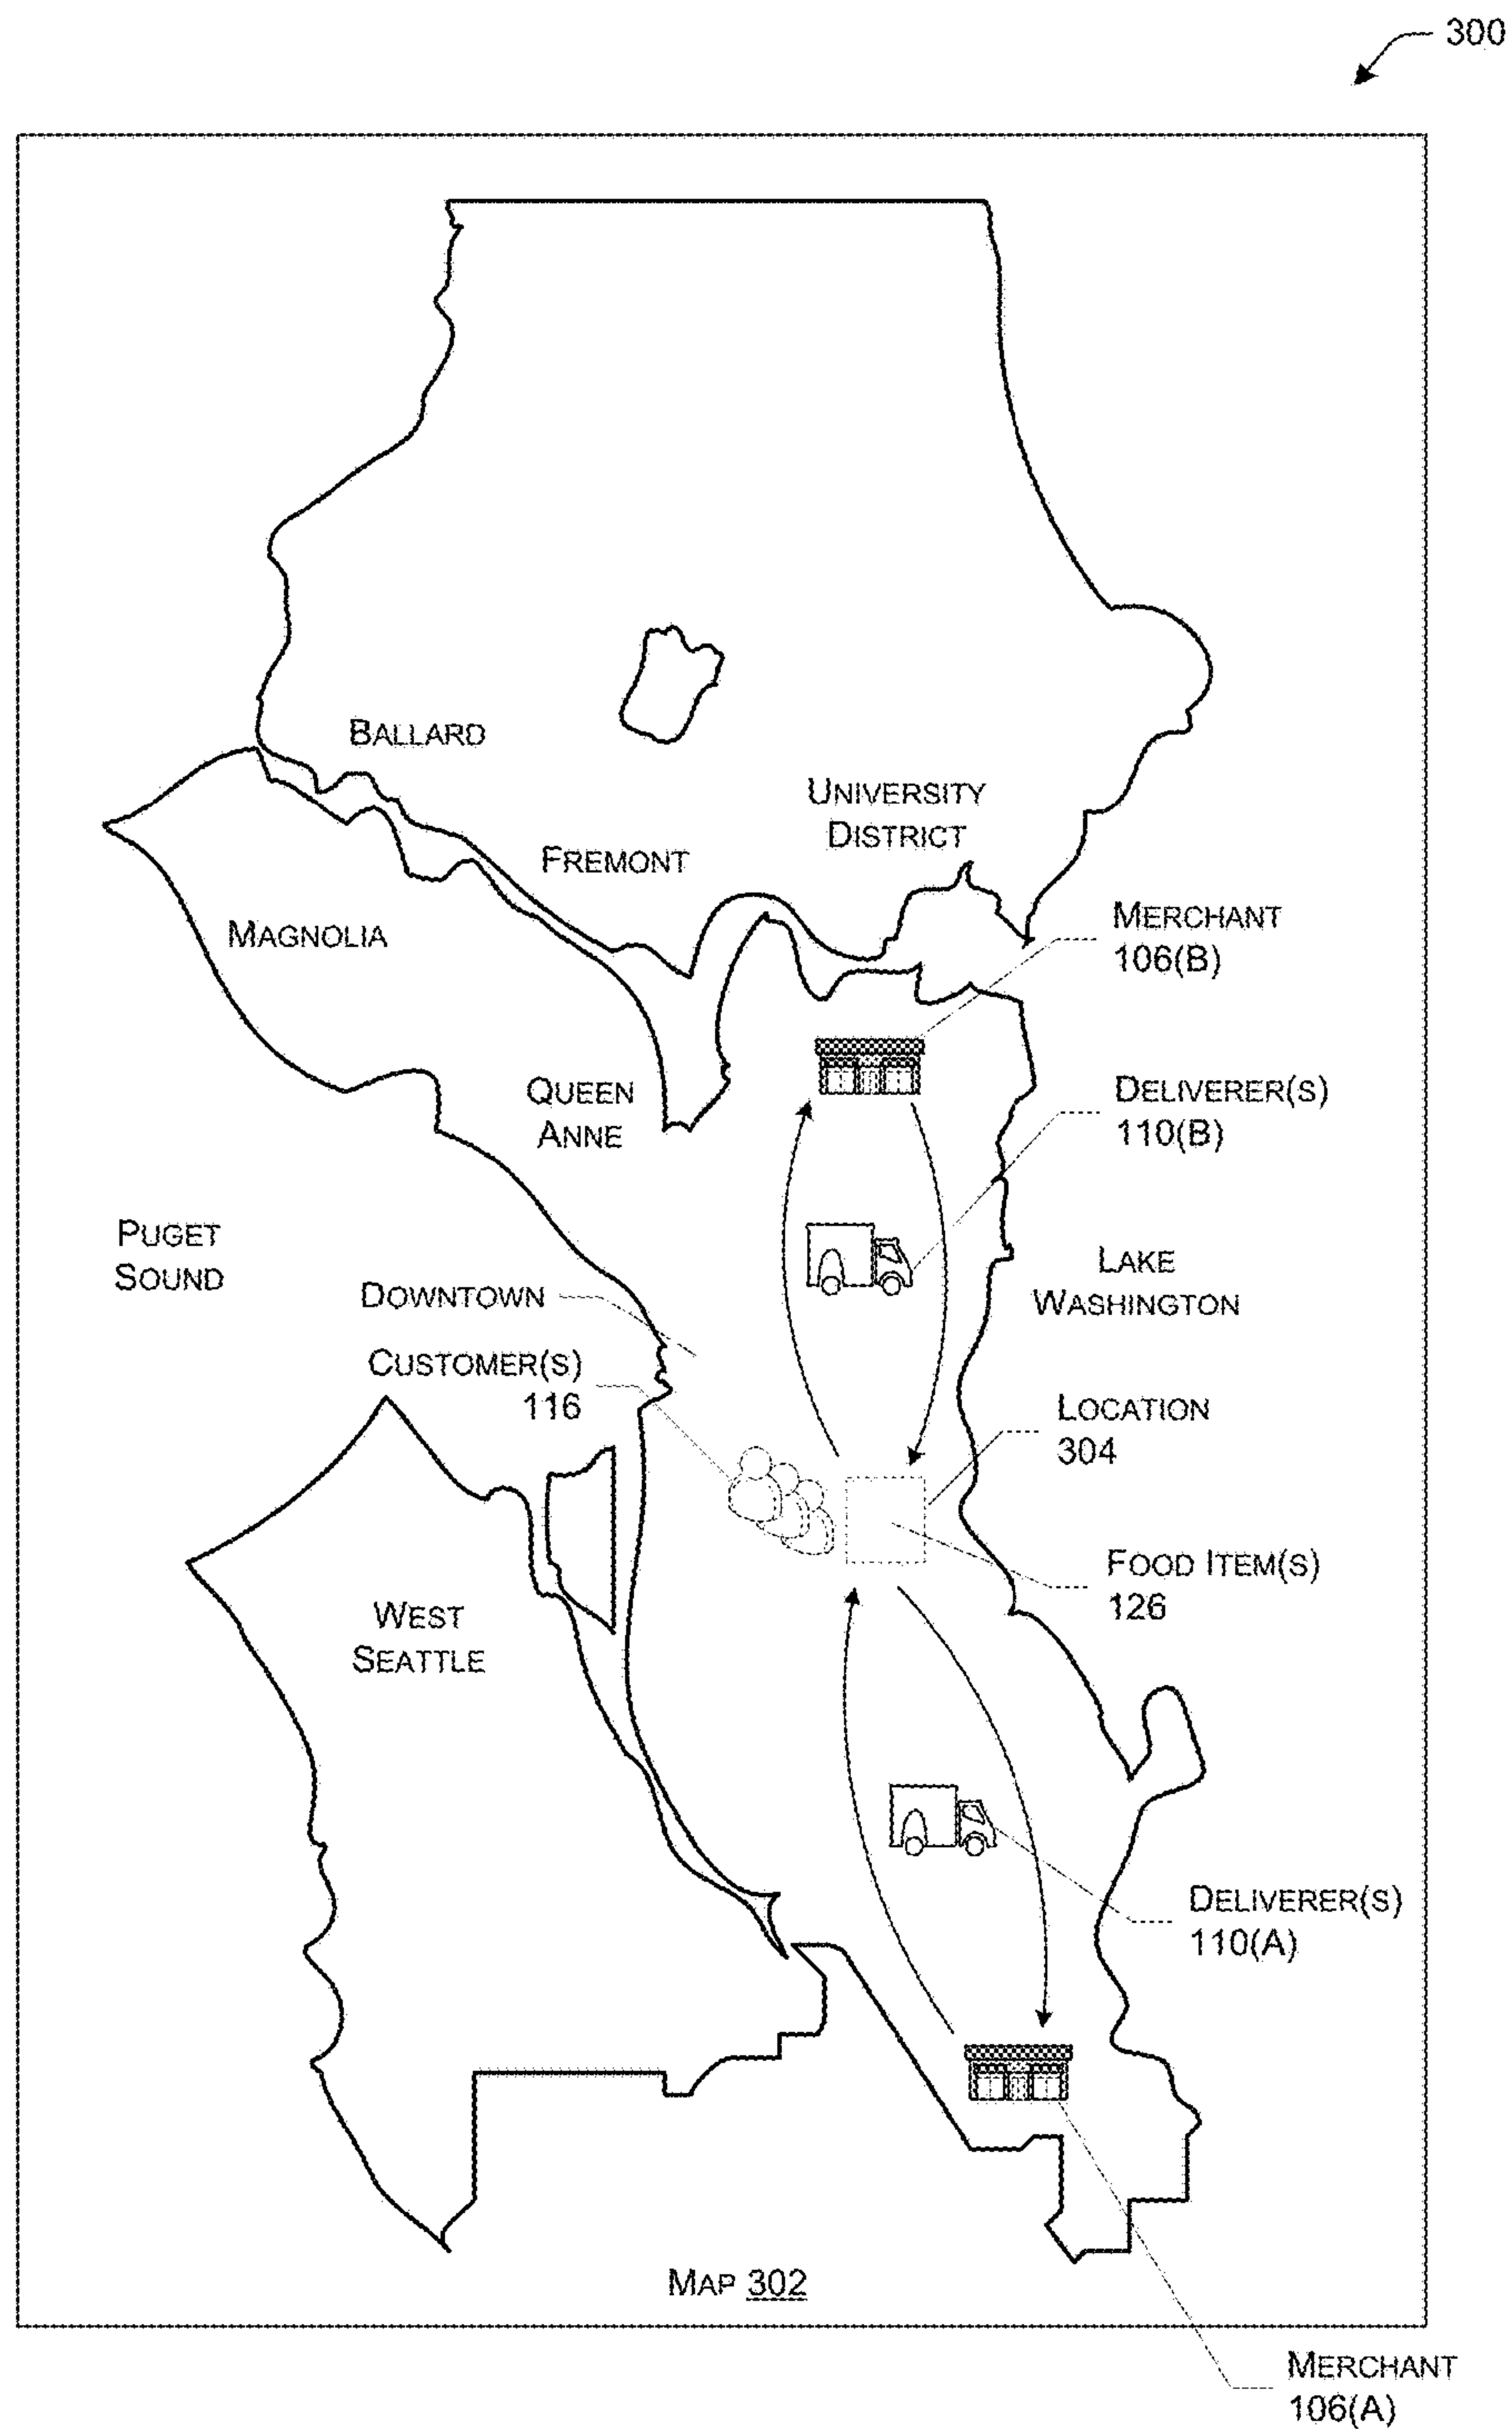 300
BALLARD
UNIVERSITY
DISTRICT
FREMONT
MAGNOLIA
MERCHANT
106(B)
QUEEN
ANNE
DELIVERER(S)
110(B)
PUGET
SOUND
LAKE
WASHINGTON
DOWNTOWN
CUSTOMER(S)
116
LOCATION
304
FOOD ITEM(S)
126
WEST
SEATTLE
DELIVERER(S)
110(A)
MAP 302
MERCHANT
106(A)